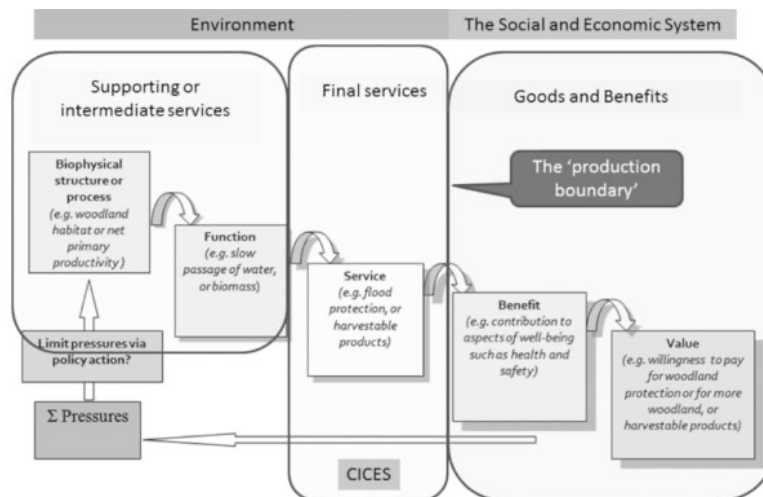 Environment
The Social and Economic System
Supporting or
intermediate services
Final services
Goods and Benefits
The ‘production
boundary’
Biophysical
structure or
process
(e.g. woodland
habitat or net
primary
productivity )
Function
(e.g. slow
passage of water,
or biomass)
Service
(e.g. flood
protection, or
harvestable
products)
Benefit
(e.g. contribution to
aspects of well-being
such as health and
safety)
Value
(e.g. willingness to pay
for woodland
protection or for more
woodland, or
harvestable products)
Limit pressures via
policy action?
Σ Pressures
CICES